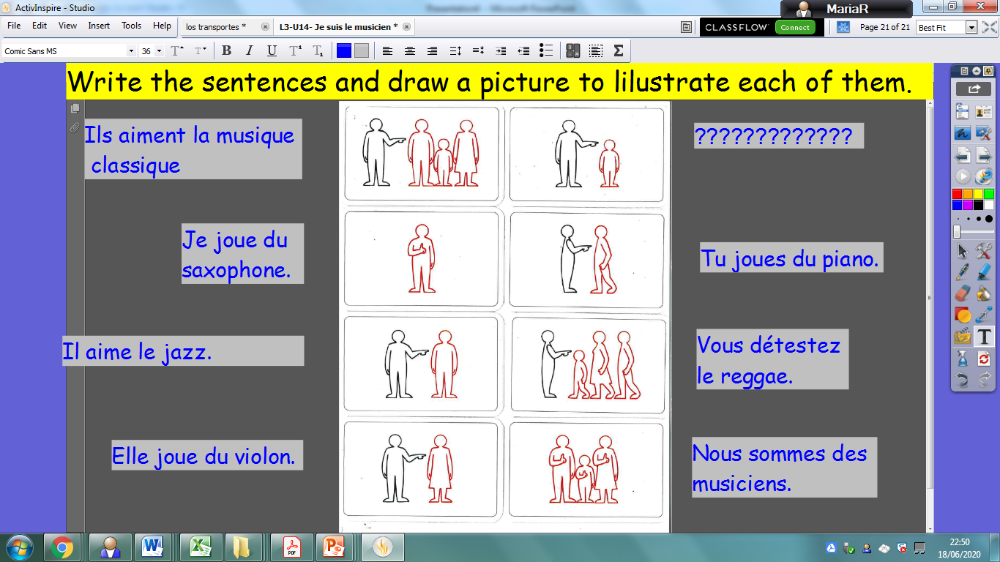 ActivInspire - Studio
MariaR
File Edit View Insert Tools Help
los transportes *
L3-U14- Je suis le musicien *
CLASSFLOW Connect
Page 21 of 21
Best Fit
Comic Sans MS
36
Write the sentences and draw a picture to lilustrate each of them.
Ils aiment la musique
classique
?????????????
Je joue du
saxophone.
Tu joues du piano.
Il aime le jazz.
Vous détestez
le reggae.
Elle joue du violon.
Nous sommes des
musiciens.
22:50
18/06/2020